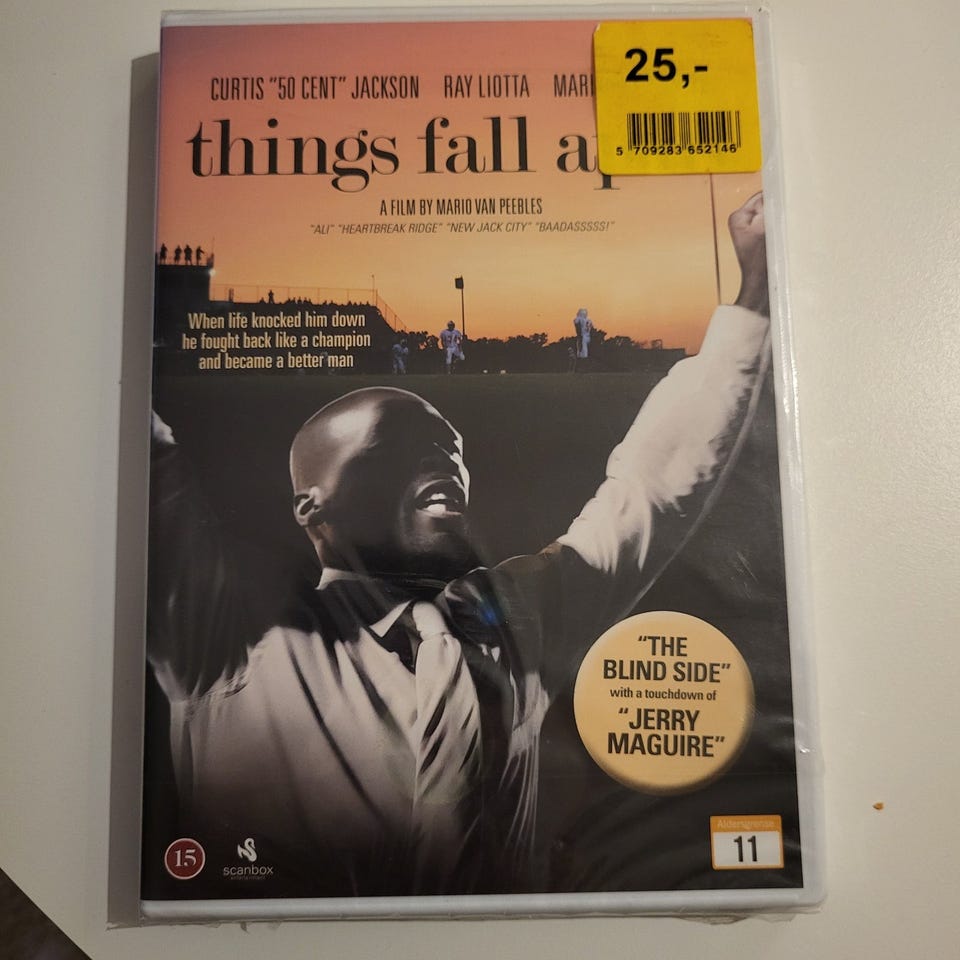 25,-
5 709283 652146
CURTIS "50 CENT" JACKSON RAY LIOTTA
things fall
A FILM BY MARIO VAN PEEBLES
"ALI" "HEARTBREAK RIDGE" "NEW JACK CITY" "BAADASSSSS!"
When life knocked him down
he fought back like a champion
and became a better man
"THE
BLIND SIDE"
with a touchdown of
"JERRY
MAGUIRE"
15
scanbox
entertainment
Aldersgrense
11